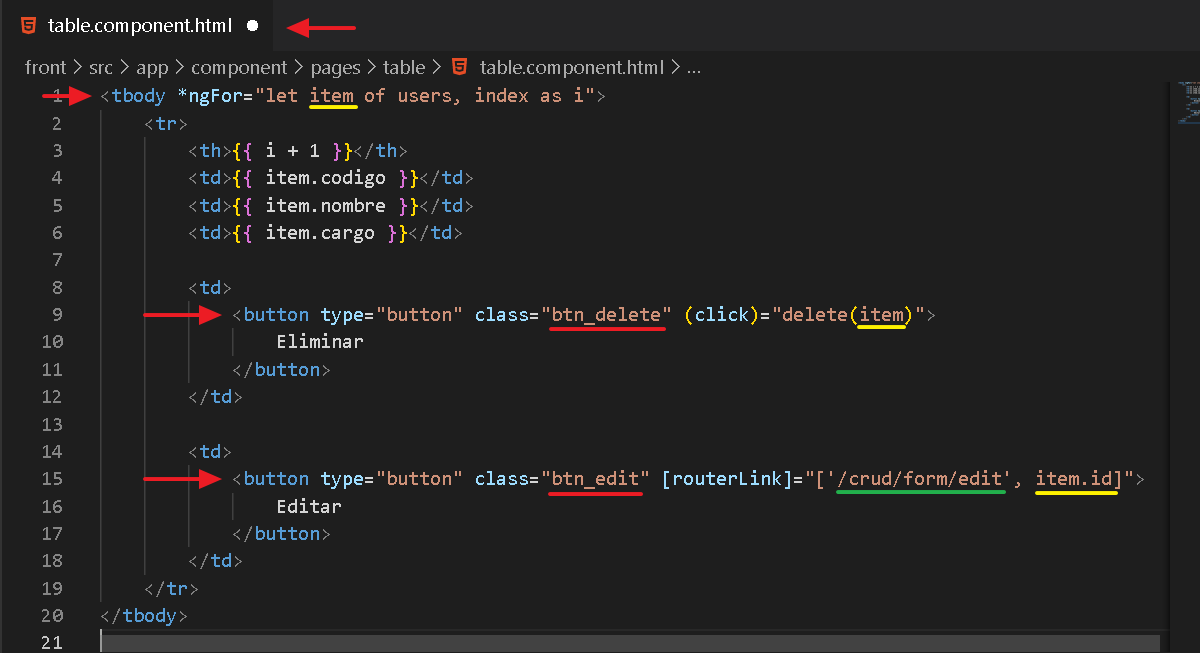 table.component.html
front > src > app > component > pages > table > table.component.html > ...
1 <tbody *ngFor="let item of users, index as i">
2 <tr>
3 <th>{{ i + 1 }}</th>
4 <td>{{ item.codigo }}</td>
5 <td>{{ item.nombre }}</td>
6 <td>{{ item.cargo }}</td>
7
8 <td>
9 <button type="button" class="btn_delete" (click)="delete(item)">
10 Eliminar
11 </button>
12 </td>
13
14 <td>
15 <button type="button" class="btn_edit" [routerLink]="['/crud/form/edit', item.id]">
16 Editar
17 </button>
18 </td>
19 </tr>
20 </tbody>
21